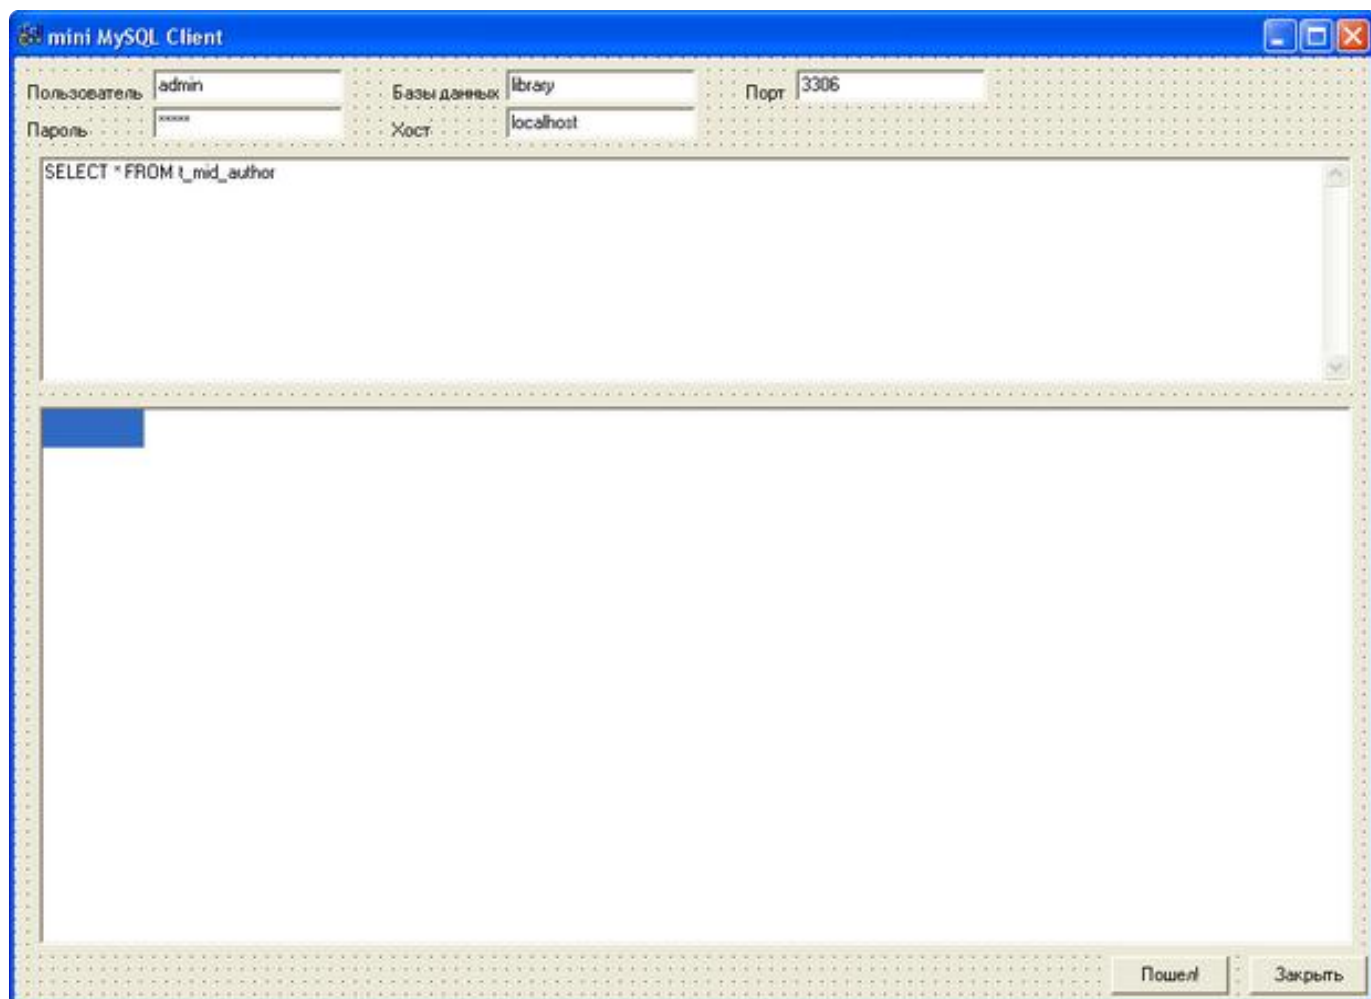 mini MySQL Client
Пользователь admin Базы данных library Порт 3306
Пароль ***** Хост localhost
SELECT * FROM t_mid_author
Пошел! Закрыть